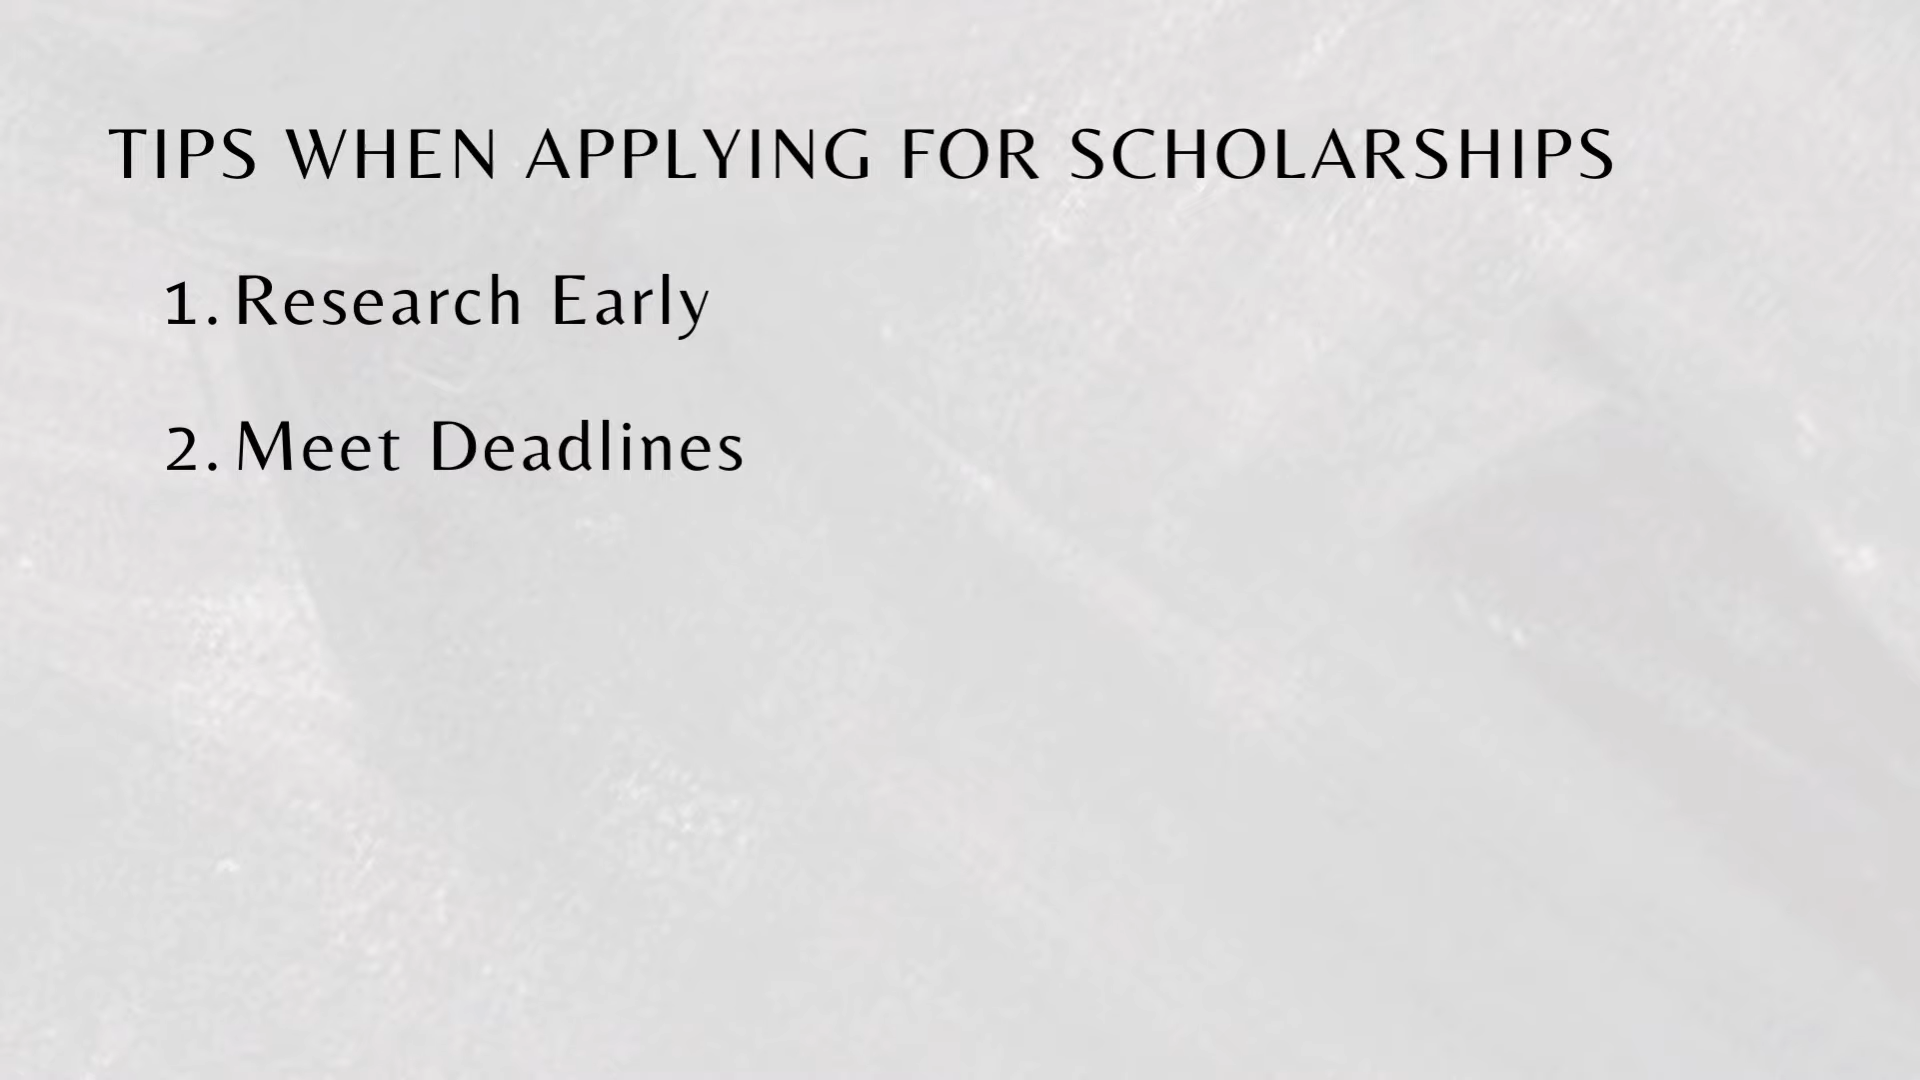 TIPS WHEN APPLYING FOR SCHOLARSHIPS
1. Research Early
2. Meet Deadlines